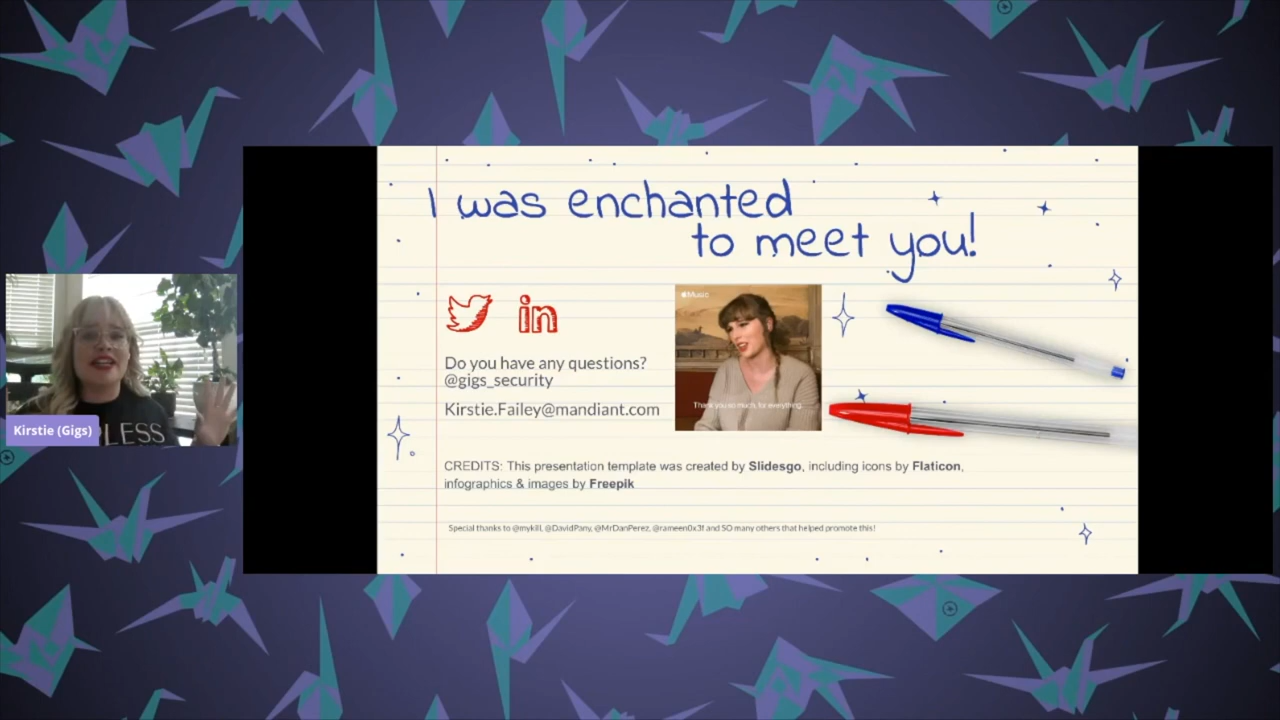 I was enchanted
to meet you!
Music
Do you have any questions?
@gigs_security
Kirstie.Failey@mandiant.com
Thank you so much, for everything.
Kirstie (Gigs)
LESS
CREDITS: This presentation template was created by Slidesgo, including icons by Flaticon,
infographics & images by Freepik
Special thanks to @mykill, @DavidPany, @MrDanPerez, @rameen0x3f and SO many others that helped promote this!